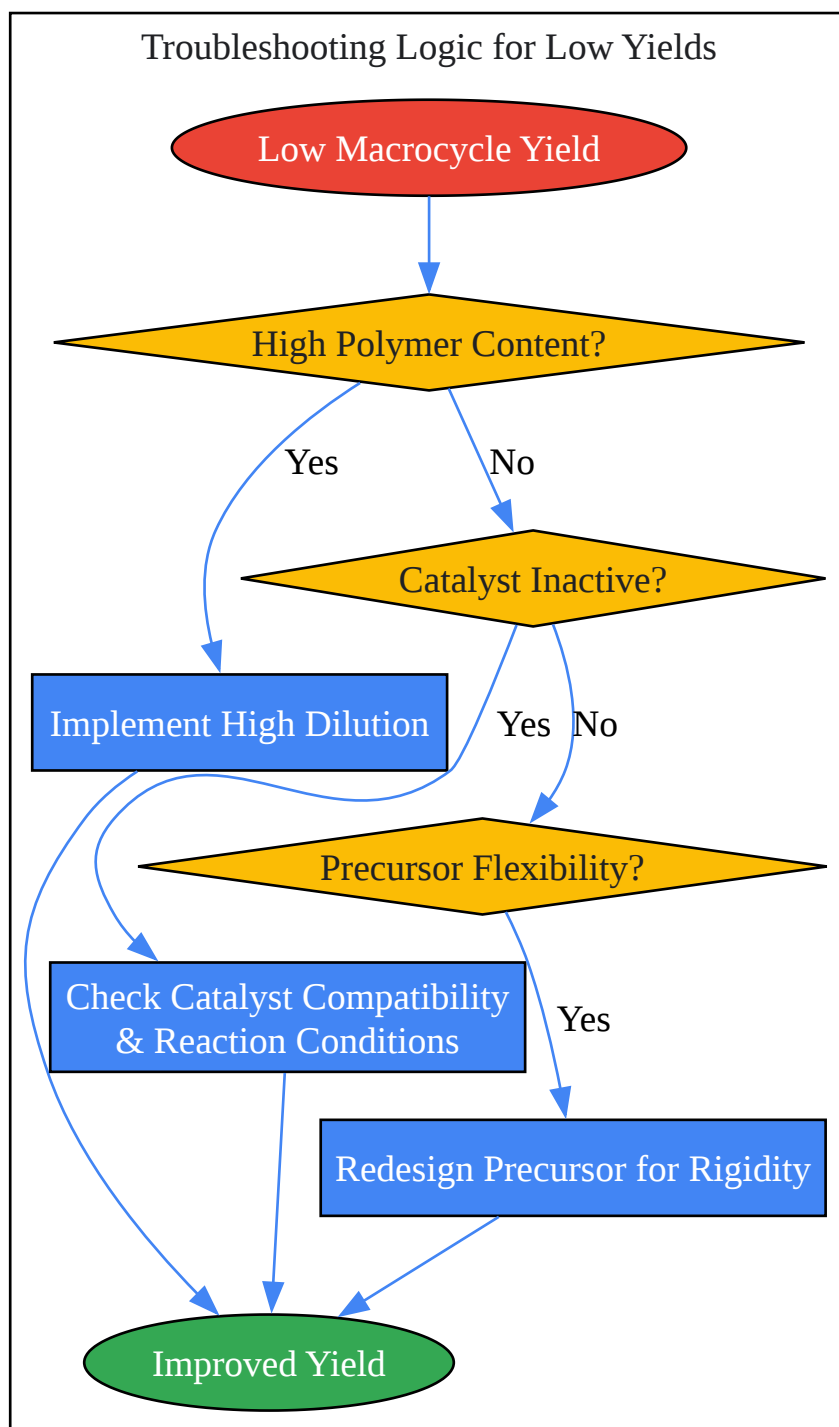 Troubleshooting Logic for Low Yields
Low Macrocycle Yield
High Polymer Content?
Yes
No
Catalyst Inactive?
Implement High Dilution
Yes
No
Precursor Flexibility?
Check Catalyst Compatibility
& Reaction Conditions
Yes
Redesign Precursor for Rigidity
Improved Yield